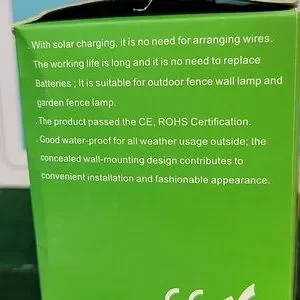 .With solar charging, it is no need for arranging wires.
.The working life is long and it is no need to replace
Batteries ; It is suitable for outdoor fence wall lamp and
garden fence lamp.
.The product passed the CE, ROHS Certification.
.Good water-proof for all weather usage outside; the
concealed wall-mounting design contributes to
convenient installation and fashionable appearance.